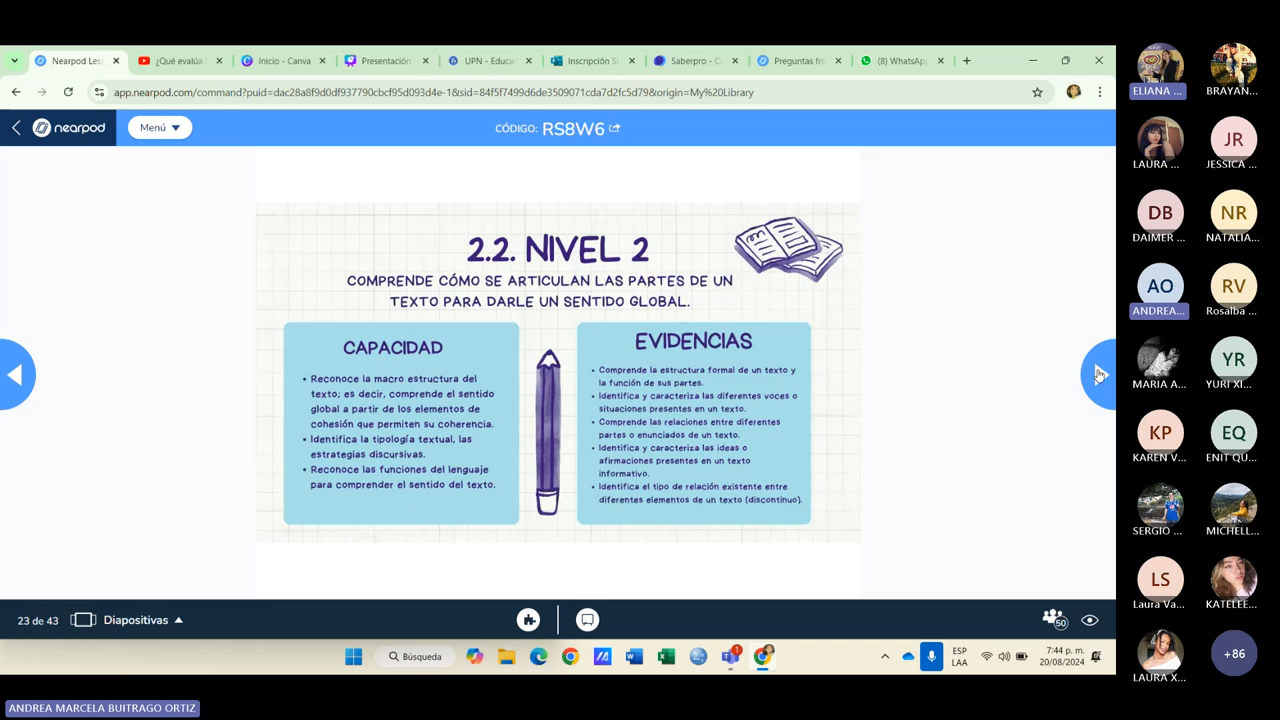 Nearpod Les
¿Qué evalúa l
Inicio - Canva
Presentación
UPN - Educa
Inscripción Si
Saberpro - C
Preguntas fre
(8) WhatsAp
app.nearpod.com/command?puid=dac28a8f9d0df937790cbcf95d093d4e-1&sid=84f5f7499d6de3509071cda7d2fc5d79&origin=My%20Library
nearpod
Menú
CÓDIGO: RS8W6
2.2. NIVEL 2
COMPRENDE CÓMO SE ARTICULAN LAS PARTES DE UN
TEXTO PARA DARLE UN SENTIDO GLOBAL.
CAPACIDAD
• Reconoce la macro estructura del
texto; es decir, comprende el sentido
global a partir de los elementos de
cohesión que permiten su coherencia.
• Identifica la tipología textual, las
estrategias discursivas.
• Reconoce las funciones del lenguaje
para comprender el sentido del texto.
EVIDENCIAS
• Comprende la estructura formal de un texto y
la función de sus partes.
• Identifica y caracteriza las diferentes voces o
situaciones presentes en un texto.
• Comprende las relaciones entre diferentes
partes o enunciados de un texto.
• Identifica y caracteriza las ideas o
afirmaciones presentes en un texto
informativo.
• Identifica el tipo de relación existente entre
diferentes elementos de un texto (discontinuo).
23 de 43
Diapositivas
50
Búsqueda
1
ESP
LAA
7:44 p. m.
20/08/2024
ELIANA ...
BRAYAN...
LAURA ...
JR
JESSICA ...
DB
DAIMER ...
NR
NATALIA...
AO
ANDREA...
RV
Rosalba ...
MARIA A...
YR
YURI XI...
KP
KAREN V...
EQ
ENIT QU...
SERGIO ...
MICHELL...
LS
Laura Va...
KATELEE...
LAURA X...
+86
ANDREA MARCELA BUITRAGO ORTIZ